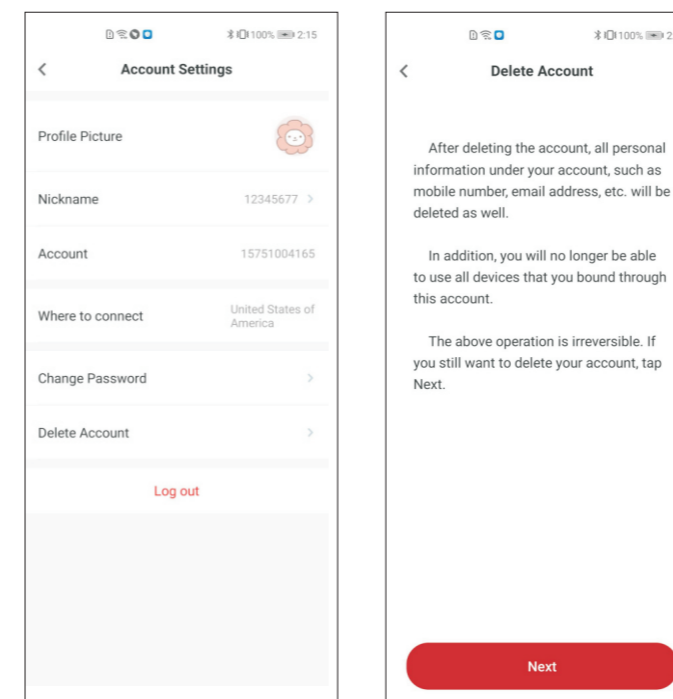 100% 2:15
Account Settings
Profile Picture
Nickname 12345677 >
Account 15751004165
Where to connect United States of
America
Change Password >
Delete Account >
Log out
100% 2
Delete Account
After deleting the account, all personal
information under your account, such as
mobile number, email address, etc. will be
deleted as well.
In addition, you will no longer be able
to use all devices that you bound through
this account.
The above operation is irreversible. If
you still want to delete your account, tap
Next.
Next